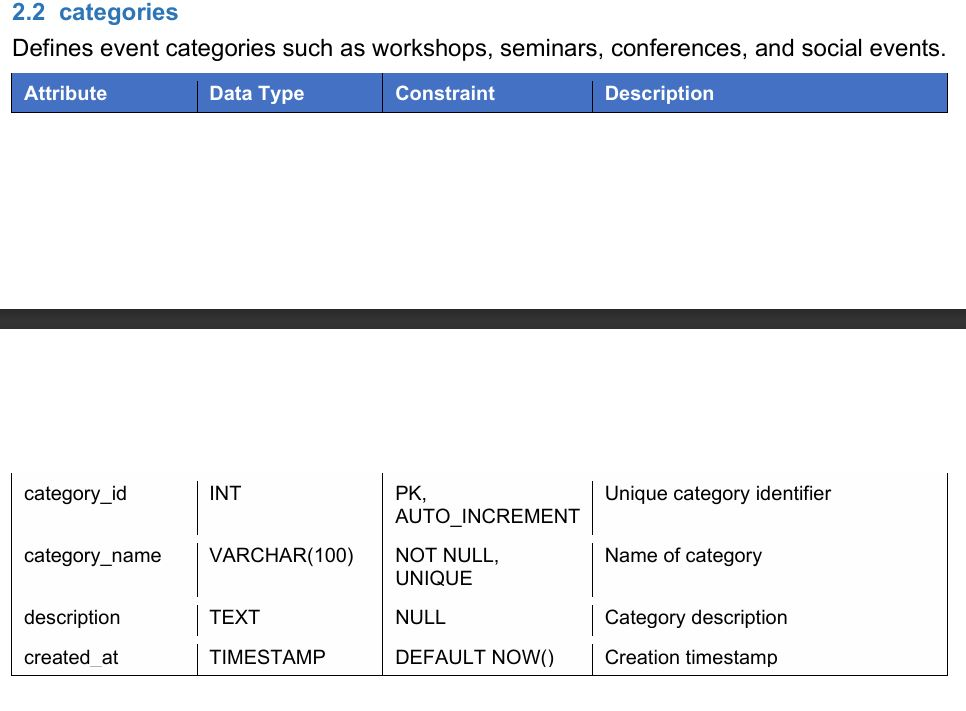 2.2 categories
Defines event categories such as workshops, seminars, conferences, and social events.
Attribute Data Type Constraint Description
category_id INT PK, Unique category identifier
AUTO_INCREMENT
category_name VARCHAR(100) NOT NULL, Name of category
UNIQUE
description TEXT NULL Category description
created_at TIMESTAMP DEFAULT NOW() Creation timestamp